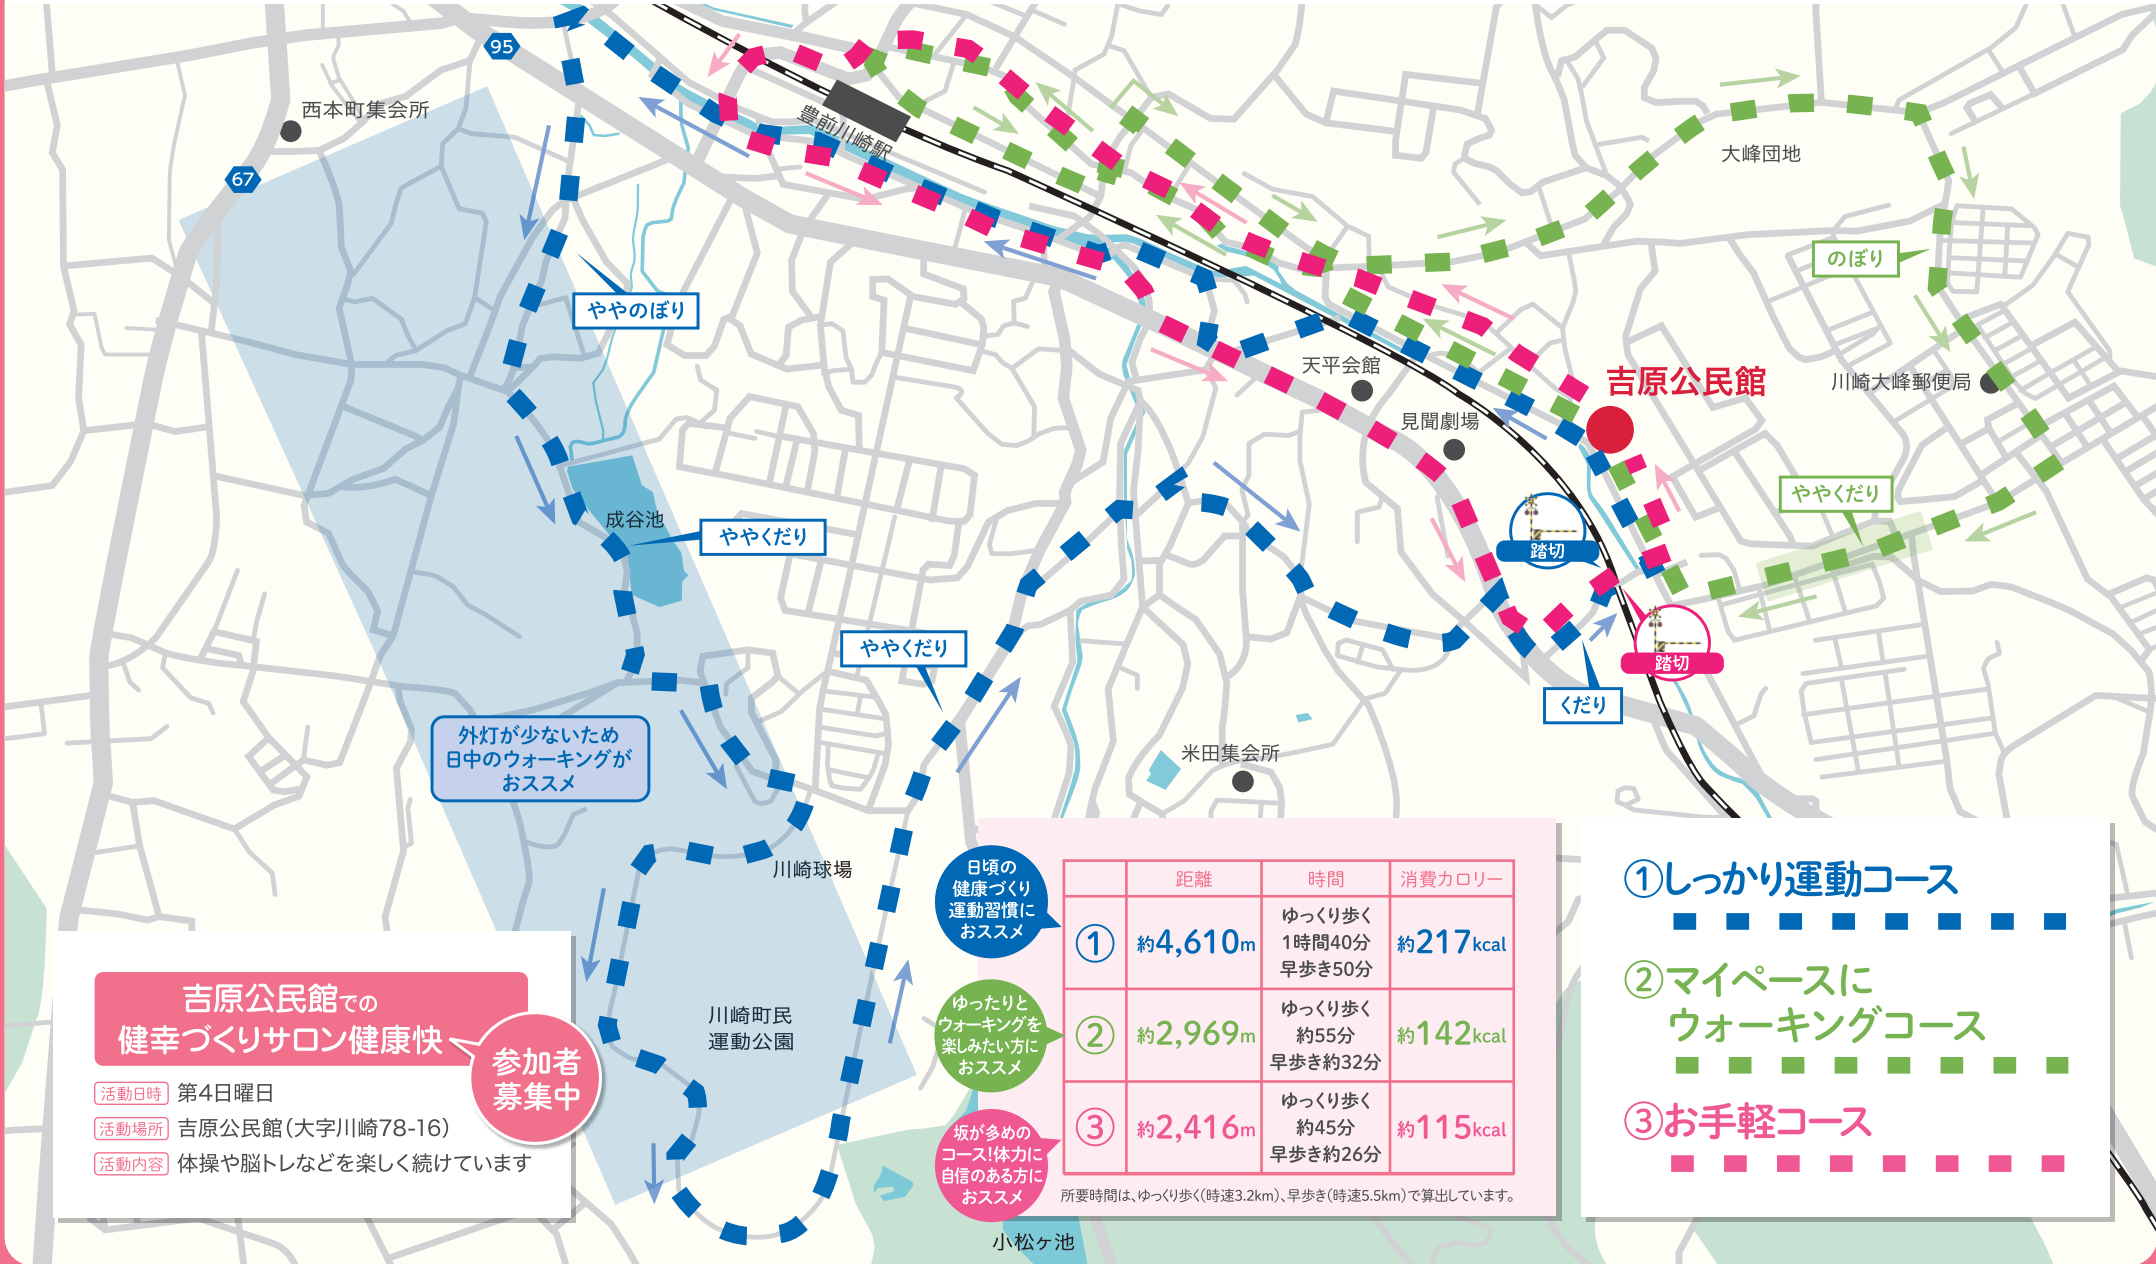 95
西本町集会所
67
豊前川崎駅
大峰団地
のぼり
ややのぼり
天平会館
吉原公民館
川崎大峰郵便局
見聞劇場
ややくだり
成谷池
ややくだり
踏切
ややくだり
踏切
くだり
外灯が少ないため
日中のウォーキングが
おススメ
米田集会所
川崎球場
川崎町民
運動公園
小松ヶ池
吉原公民館での
健幸づくりサロン健康快
参加者
募集中
活動日時 第4日曜日
活動場所 吉原公民館(大字川崎78-16)
活動内容 体操や脳トレなどを楽しく続けています
日頃の
健康づくり
運動習慣に
おススメ
ゆったりと
ウォーキングを
楽しみたい方に
おススメ
坂が多めの
コース!体力に
自信のある方に
おススメ
距離 時間 消費カロリー
① 約4,610m ゆっくり歩く 1時間40分 早歩き50分 約217kcal
② 約2,969m ゆっくり歩く 約55分 早歩き約32分 約142kcal
③ 約2,416m ゆっくり歩く 約45分 早歩き約26分 約115kcal
所要時間は、ゆっくり歩く(時速3.2km)、早歩き(時速5.5km)で算出しています。
①しっかり運動コース
②マイペースに
ウォーキングコース
③お手軽コース